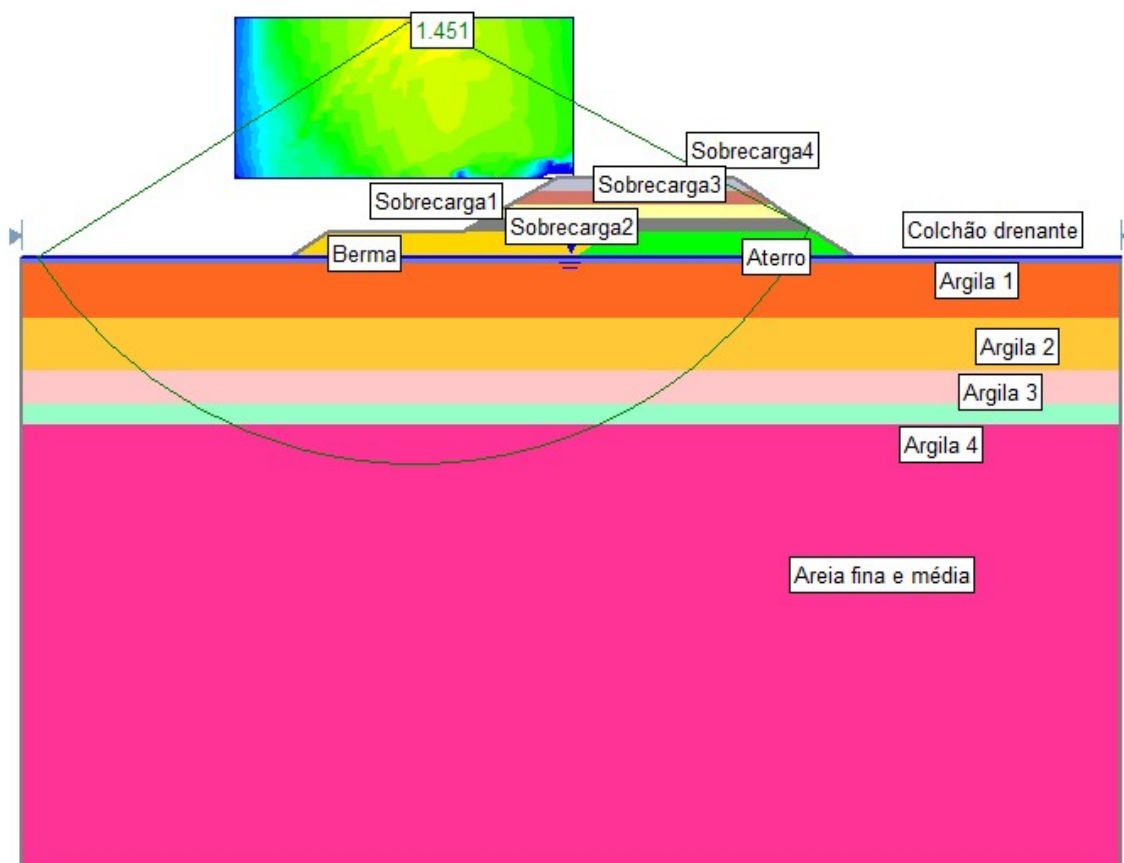 1.451
Sobrecarga4
Sobrecarga3
Sobrecarga1
Sobrecarga2
Colchão drenante
Berma
Aterro
Argila 1
Argila 2
Argila 3
Argila 4
Areia fina e média